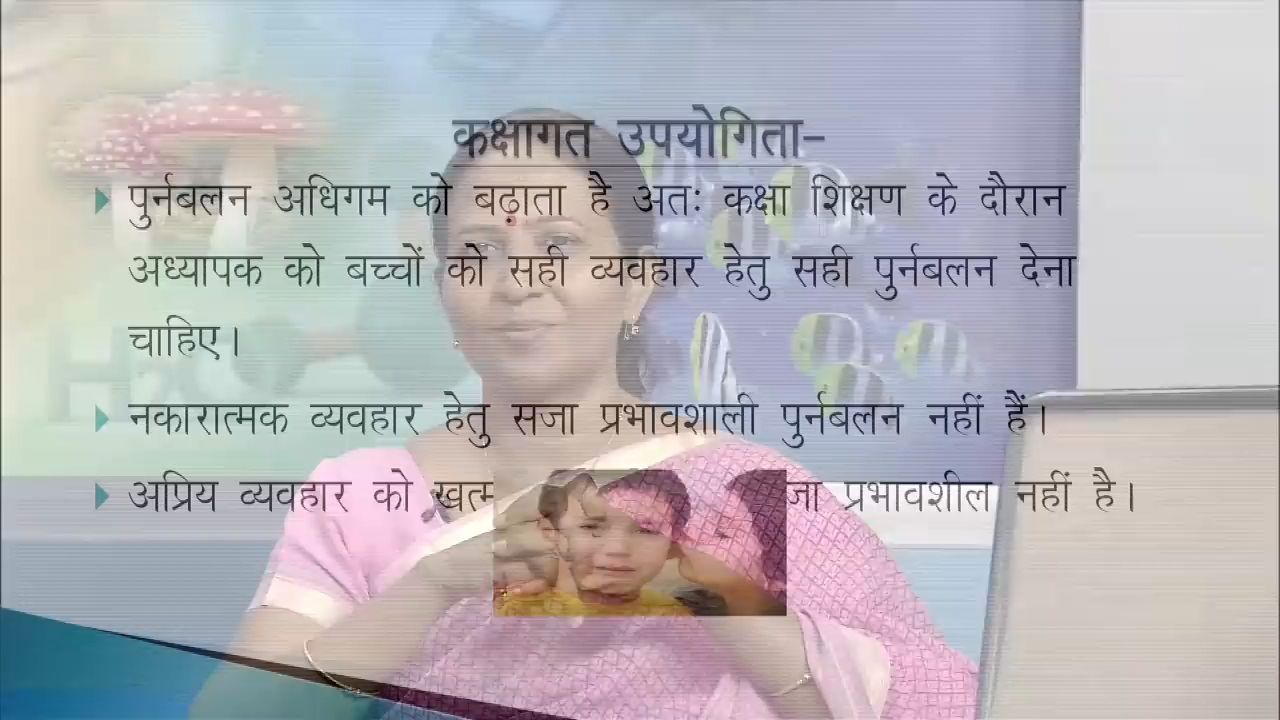 कक्षागत उपयोगिता–
पुर्नबलन अधिगम को बढ़ाता है अतः कक्षा शिक्षण के दौरान
अध्यापक को बच्चों को सही व्यवहार हेतु सही पुर्नबलन देना
चाहिए।
नकारात्मक व्यवहार हेतु सजा प्रभावशाली पुर्नबलन नहीं हैं।
अप्रिय व्यवहार को प्रभावशील नहीं है।